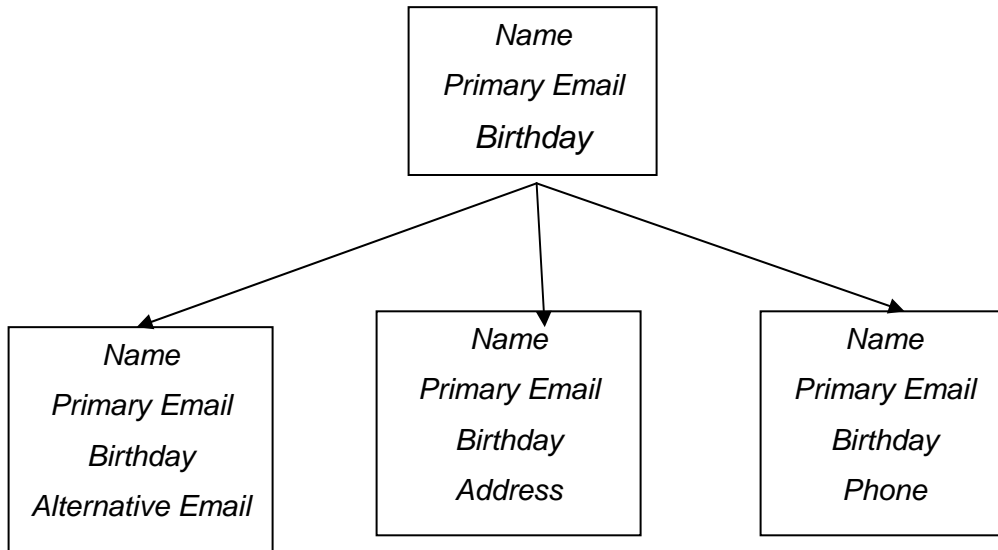 Name
Primary Email
Birthday
Name
Primary Email
Birthday
Alternative Email
Name
Primary Email
Birthday
Address
Name
Primary Email
Birthday
Phone